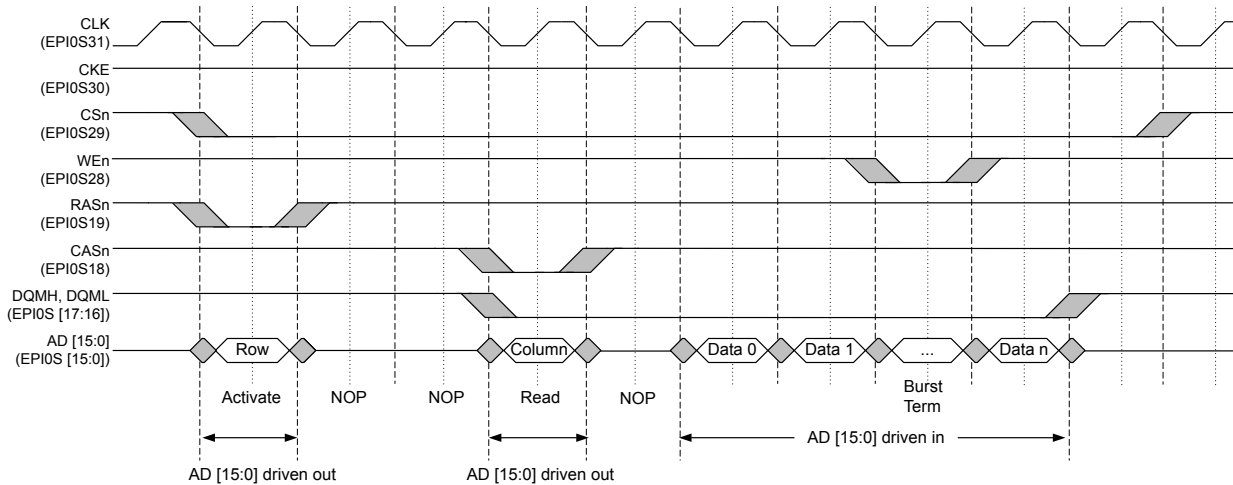 CLK
(EPI0S31)
CKE
(EPI0S30)
CSn
(EPI0S29)
WEn
(EPI0S28)
RASn
(EPI0S19)
CASn
(EPI0S18)
DQMH, DQML
(EPI0S [17:16])
AD [15:0]
(EPI0S [15:0])
Row
Column
Data 0
Data 1
...
Data n
Activate
NOP
NOP
Read
NOP
Burst
Term
AD [15:0] driven in
AD [15:0] driven out
AD [15:0] driven out